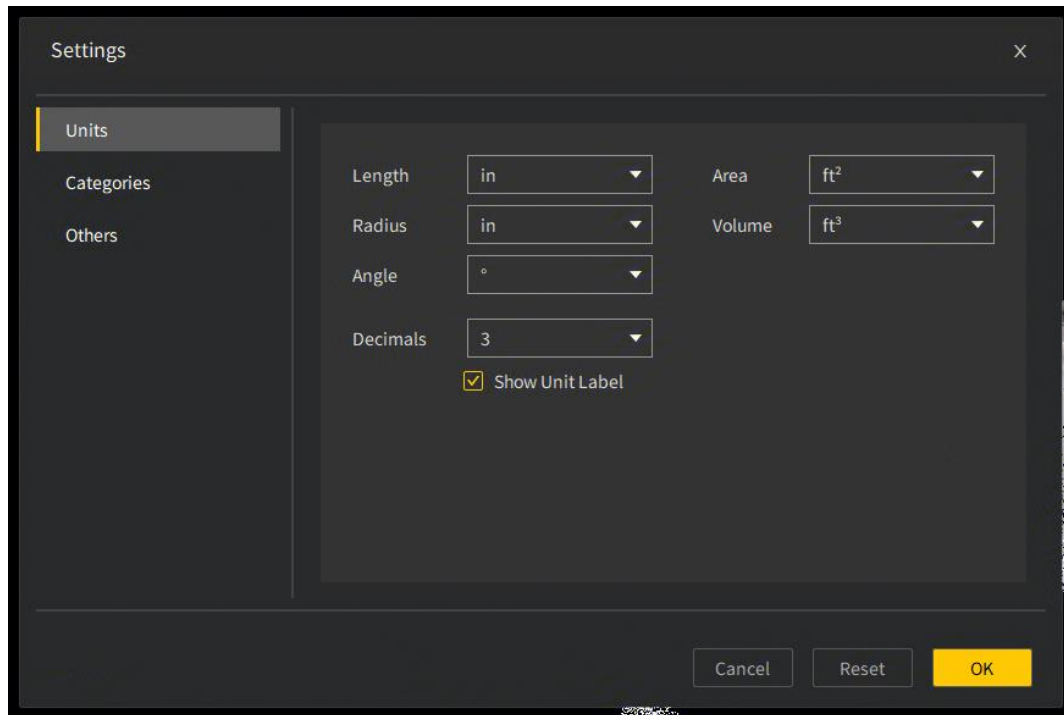 Settings
X
Units
Categories
Others
Length in Area ft²
Radius in Volume ft³
Angle °
Decimals 3
Show Unit Label
Cancel Reset OK